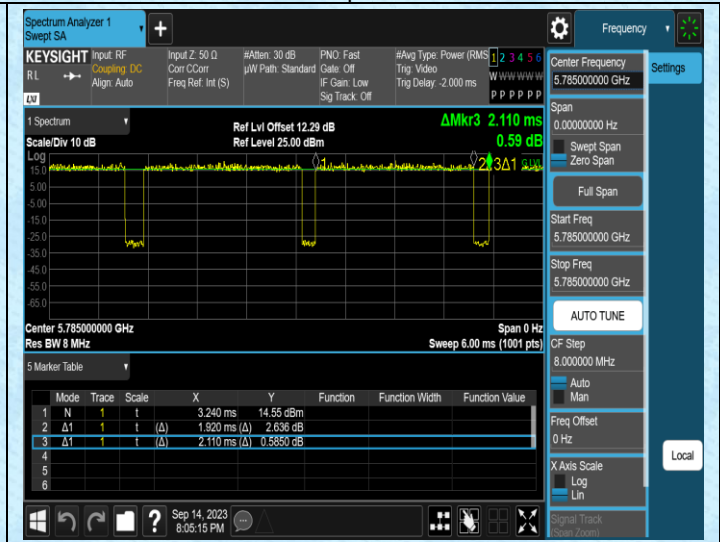 Spectrum Analyzer 1
Swept SA
Frequency
KEYSIGHT
RL
LXI
Input: RF
Coupling: DC
Align: Auto
Input Z: 50 Ω
Corr CCorr
Freq Ref: Int (S)
#Atten: 30 dB
µW Path: Standard
PNO: Fast
Gate: Off
IF Gain: Low
Sig Track: Off
#Avg Type: Power (RMS
Trig: Video
Trig Delay: -2.000 ms
1 2 3 4 5 6
W W W W W W
P P P P P P
1 Spectrum
Scale/Div 10 dB
Ref Lvl Offset 12.29 dB
Ref Level 25.00 dBm
ΔMkr3 2.110 ms
0.59 dB
Log
15.0
5.00
-5.00
-15.0
-25.0
-35.0
-45.0
-55.0
-65.0
1
2
3Δ1
Center 5.785000000 GHz
Res BW 8 MHz
Span 0 Hz
Sweep 6.00 ms (1001 pts)
5 Marker Table
Mode Trace Scale X Y Function Function Width Function Value
1 N 1 t 3.240 ms 14.55 dBm
2 Δ1 1 t (Δ) 1.920 ms (Δ) 2.636 dB
3 Δ1 1 t (Δ) 2.110 ms (Δ) 0.5850 dB
4
5
6
Center Frequency
5.785000000 GHz
Settings
Span
0.00000000 Hz
Swept Span
Zero Span
Full Span
Start Freq
5.785000000 GHz
Stop Freq
5.785000000 GHz
AUTO TUNE
CF Step
8.000000 MHz
Auto
Man
Freq Offset
0 Hz
Local
X Axis Scale
Log
Lin
Signal Track
(Span Zoom)
?
Sep 14, 2023
8:05:15 PM